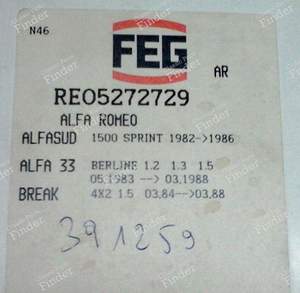 N46
FEG
AR
REO5272729
ALFA ROMEO
ALFASUD 1500 SPRINT 1982->1986
ALFA 33 BERLINE 1.2 1.3 1.5
05.1983 --> 03.1988
BREAK 4X2 1.5 03.84-->03.88
391259